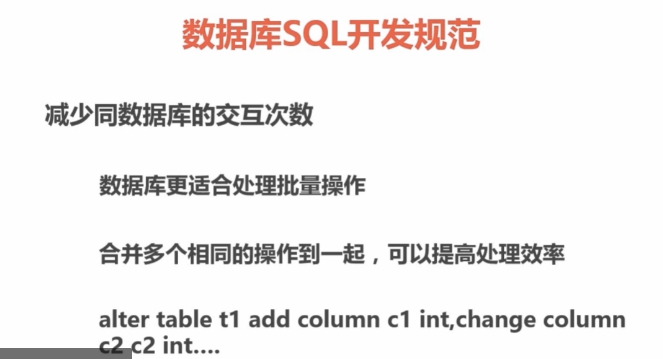 数据库SQL开发规范
减少同数据库的交互次数
数据库更适合处理批量操作
合并多个相同的操作到一起，可以提高处理效率
alter table t1 add column c1 int,change column
c2 c2 int....